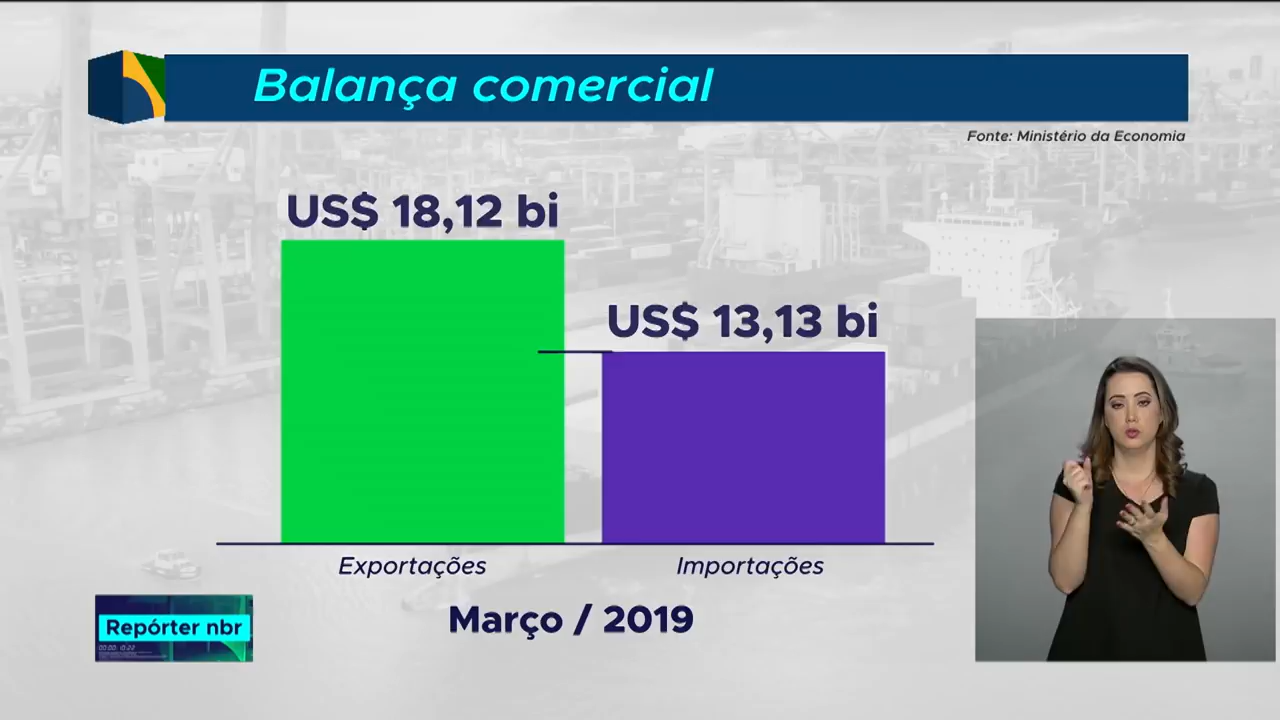 Balança comercial
Fonte: Ministério da Economia
US$ 18,12 bi
US$ 13,13 bi
Exportações
Importações
Março / 2019
Repórter nbr